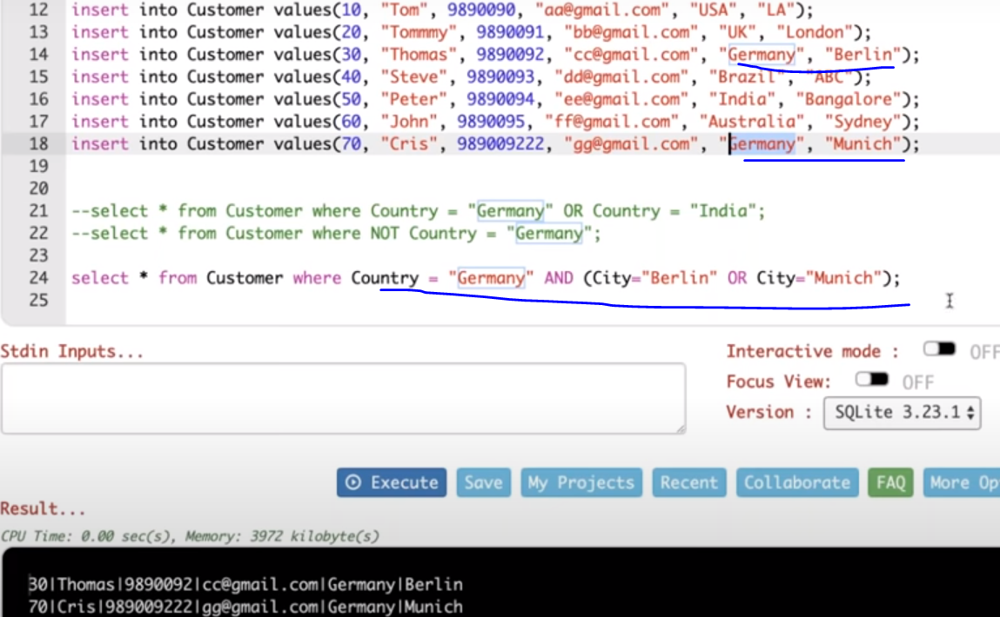 12 insert into Customer values(10, "Tom", 9890090, "aa@gmail.com", "USA", "LA");
13 insert into Customer values(20, "Tommmy", 9890091, "bb@gmail.com", "UK", "London");
14 insert into Customer values(30, "Thomas", 9890092, "cc@gmail.com", "Germany", "Berlin");
15 insert into Customer values(40, "Steve", 9890093, "dd@gmail.com", "Brazil", "ABC");
16 insert into Customer values(50, "Peter", 9890094, "ee@gmail.com", "India", "Bangalore");
17 insert into Customer values(60, "John", 9890095, "ff@gmail.com", "Australia", "Sydney");
18 insert into Customer values(70, "Cris", 989009222, "gg@gmail.com", "Germany", "Munich");
19
20
21 --select * from Customer where Country = "Germany" OR Country = "India";
22 --select * from Customer where NOT Country = "Germany";
23
24 select * from Customer where Country = "Germany" AND (City="Berlin" OR City="Munich");
25
Stdin Inputs...
Interactive mode : OFF
Focus View: OFF
Version : SQLite 3.23.1
Execute Save My Projects Recent Collaborate FAQ More Op
Result...
CPU Time: 0.00 sec(s), Memory: 3972 kilobyte(s)
30|Thomas|9890092|cc@gmail.com|Germany|Berlin
70|Cris|989009222|gg@gmail.com|Germany|Munich